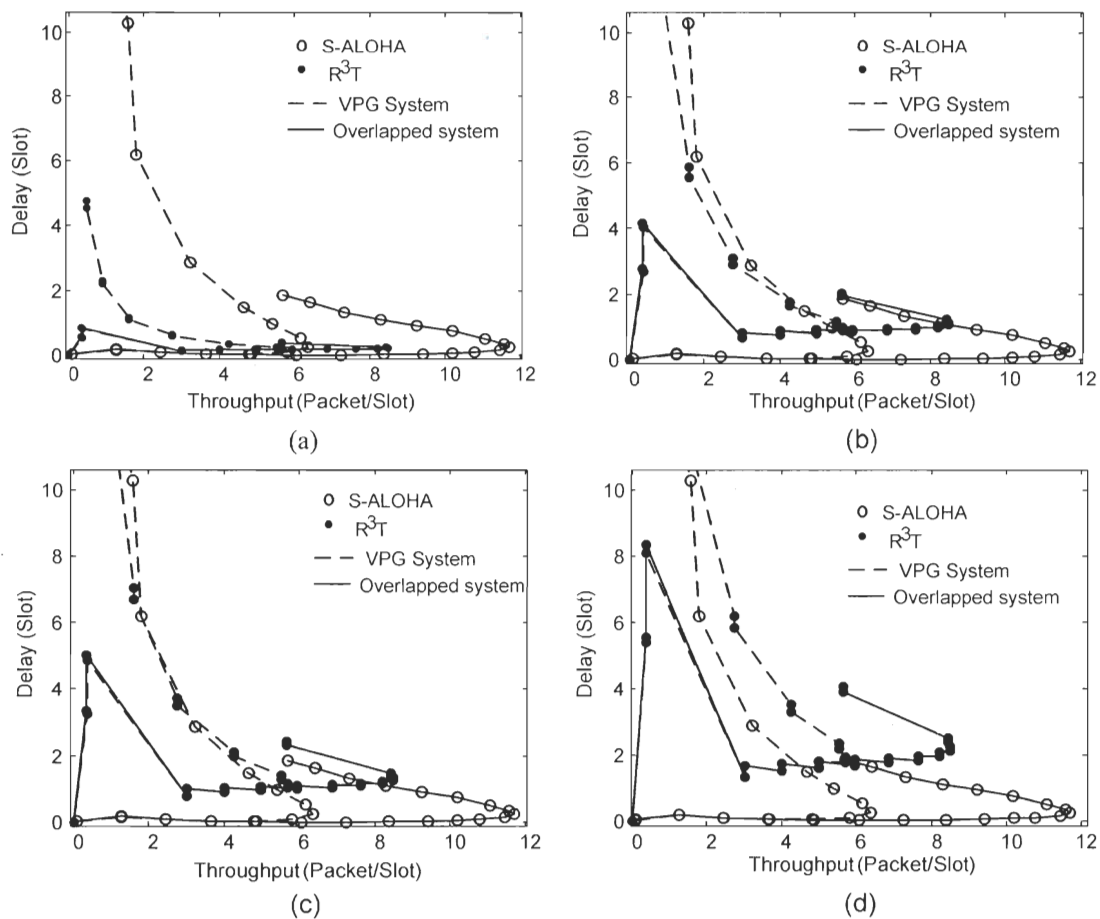 10
8
6
4
2
0
Delay (Slot)
S-ALOHA
R³T
VPG System
Overlapped system
0 2 4 6 8 10 12
Throughput (Packet/Slot)
(a)
10
8
6
4
2
0
Delay (Slot)
S-ALOHA
R³T
VPG System
Overlapped system
0 2 4 6 8 10 12
Throughput (Packet/Slot)
(b)
10
8
6
4
2
0
Delay (Slot)
S-ALOHA
R³T
VPG System
Overlapped system
0 2 4 6 8 10 12
Throughput (Packet/Slot)
(c)
10
8
6
4
2
0
Delay (Slot)
S-ALOHA
R³T
VPG System
Overlapped system
0 2 4 6 8 10 12
Throughput (Packet/Slot)
(d)